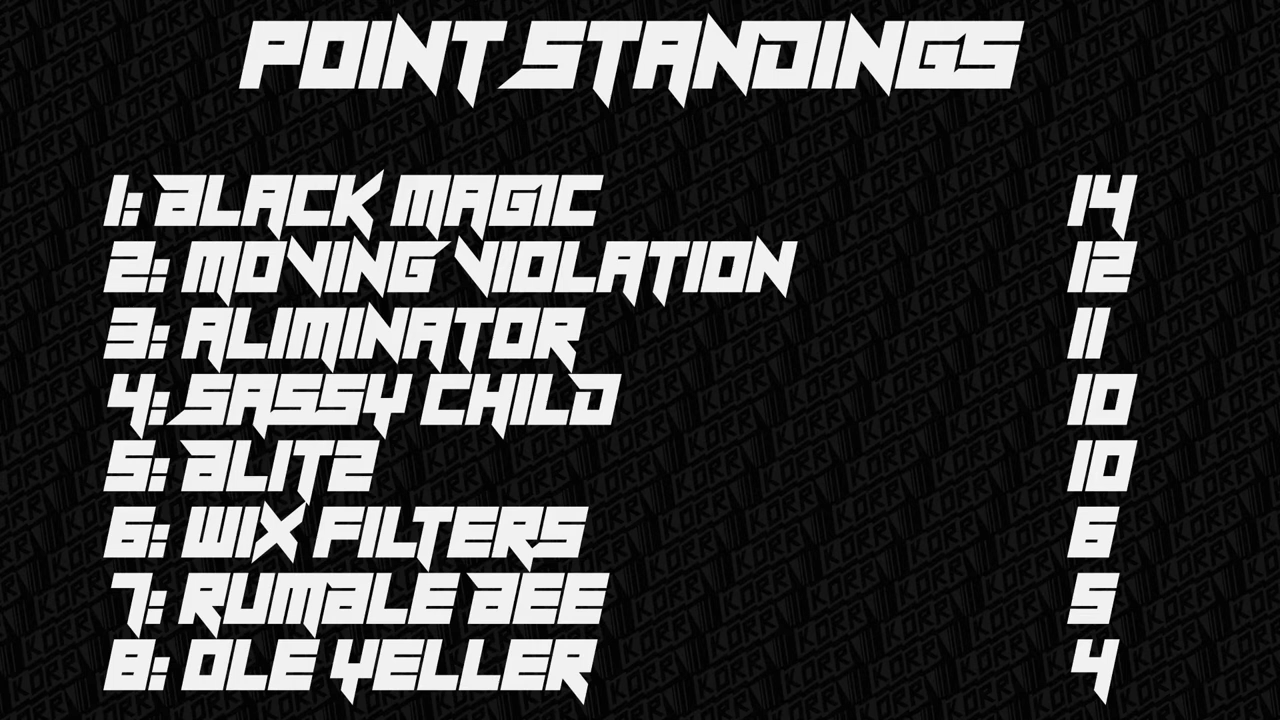 POINT STANDINGS
1: BLACK MAGIC 14
2: MOVING VIOLATION 12
3: ALIMINATOR 11
4: SASSY CHILD 10
5: BLITZ 10
6: WIX FILTERS 6
7: RUMBLE BEE 5
8: OLE YELLER 4